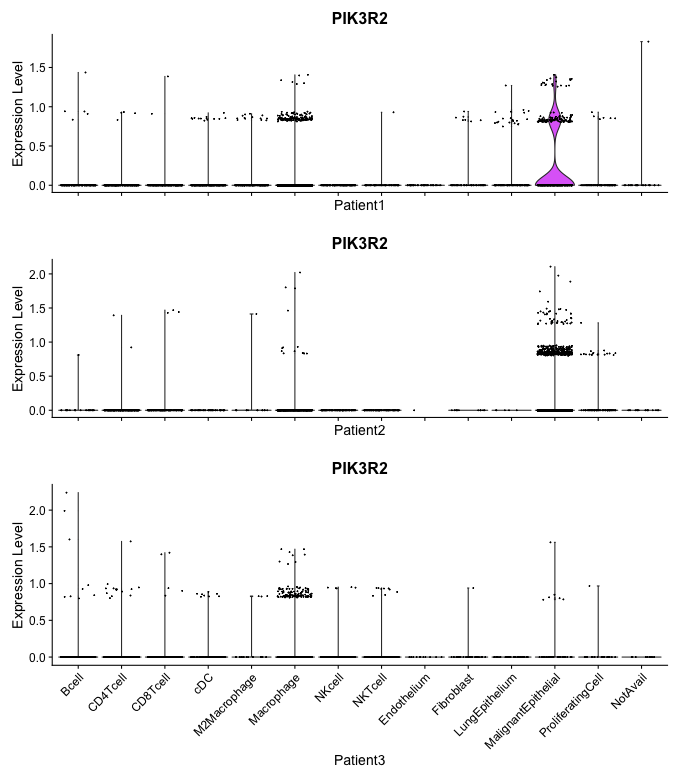 PIK3R2
Expression Level
1.5
1.0
0.5
0.0
Patient1
PIK3R2
Expression Level
2.0
1.5
1.0
0.5
0.0
Patient2
PIK3R2
Expression Level
2.0
1.5
1.0
0.5
0.0
Bcell
CD4Tcell
CD8Tcell
cDC
M2Macrophage
Macrophage
NKcell
NKTcell
Endothelium
Fibroblast
LungEpithelium
MalignantEpithelial
ProliferatingCell
NotAvail
Patient3